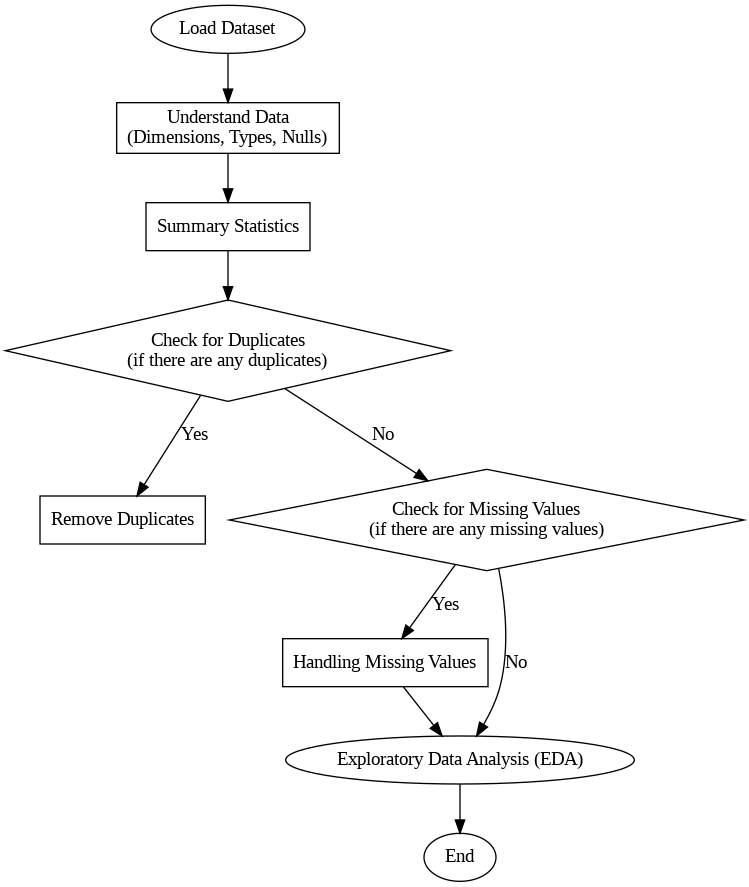 Load Dataset
Understand Data
(Dimensions, Types, Nulls)
Summary Statistics
Check for Duplicates
(if there are any duplicates)
Yes
No
Remove Duplicates
Check for Missing Values
(if there are any missing values)
Yes
Handling Missing Values
No
Exploratory Data Analysis (EDA)
End